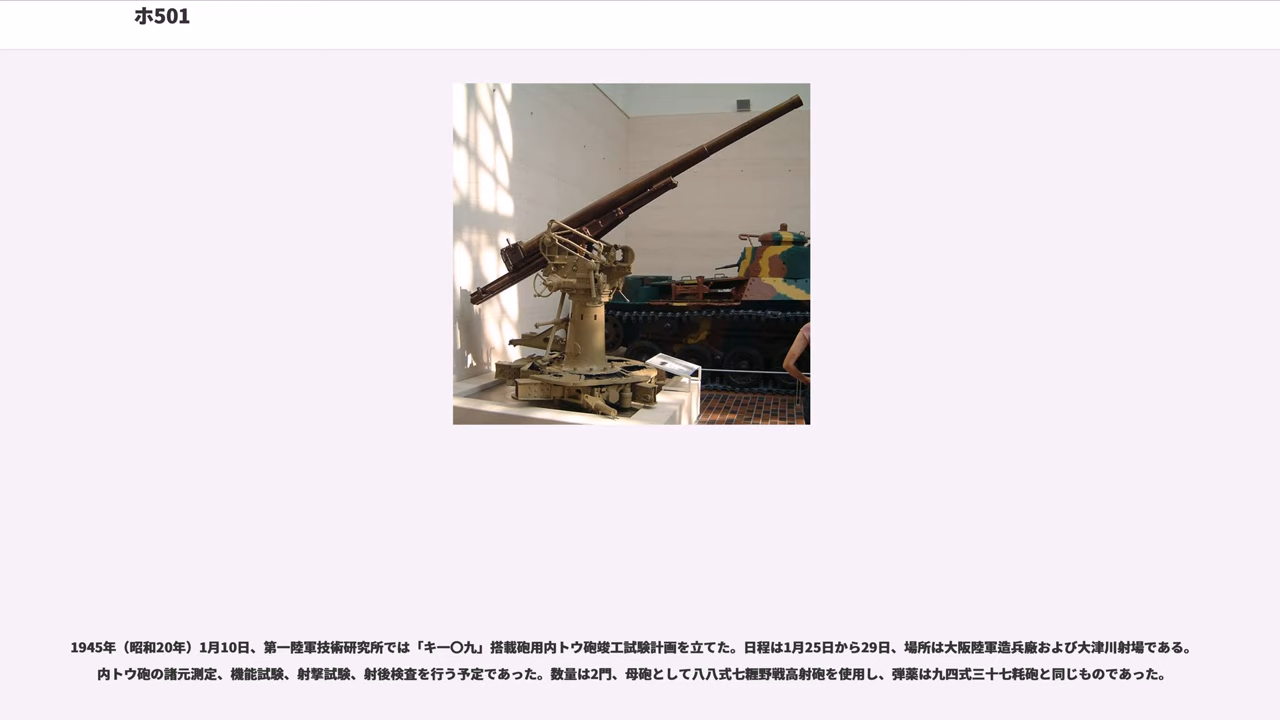 ホ501
1945年（昭和20年）1月10日、第一陸軍技術研究所では「キ一〇九」搭載砲用内トウ砲竣工試験計画を立てた。日程は1月25日から29日、場所は大阪陸軍造兵廠および大津川射場である。
内トウ砲の諸元測定、機能試験、射撃試験、射後検査を行う予定であった。数量は2門、母砲として八八式七糎野戦高射砲を使用し、弾薬は九四式三十七粍砲と同じものであった。